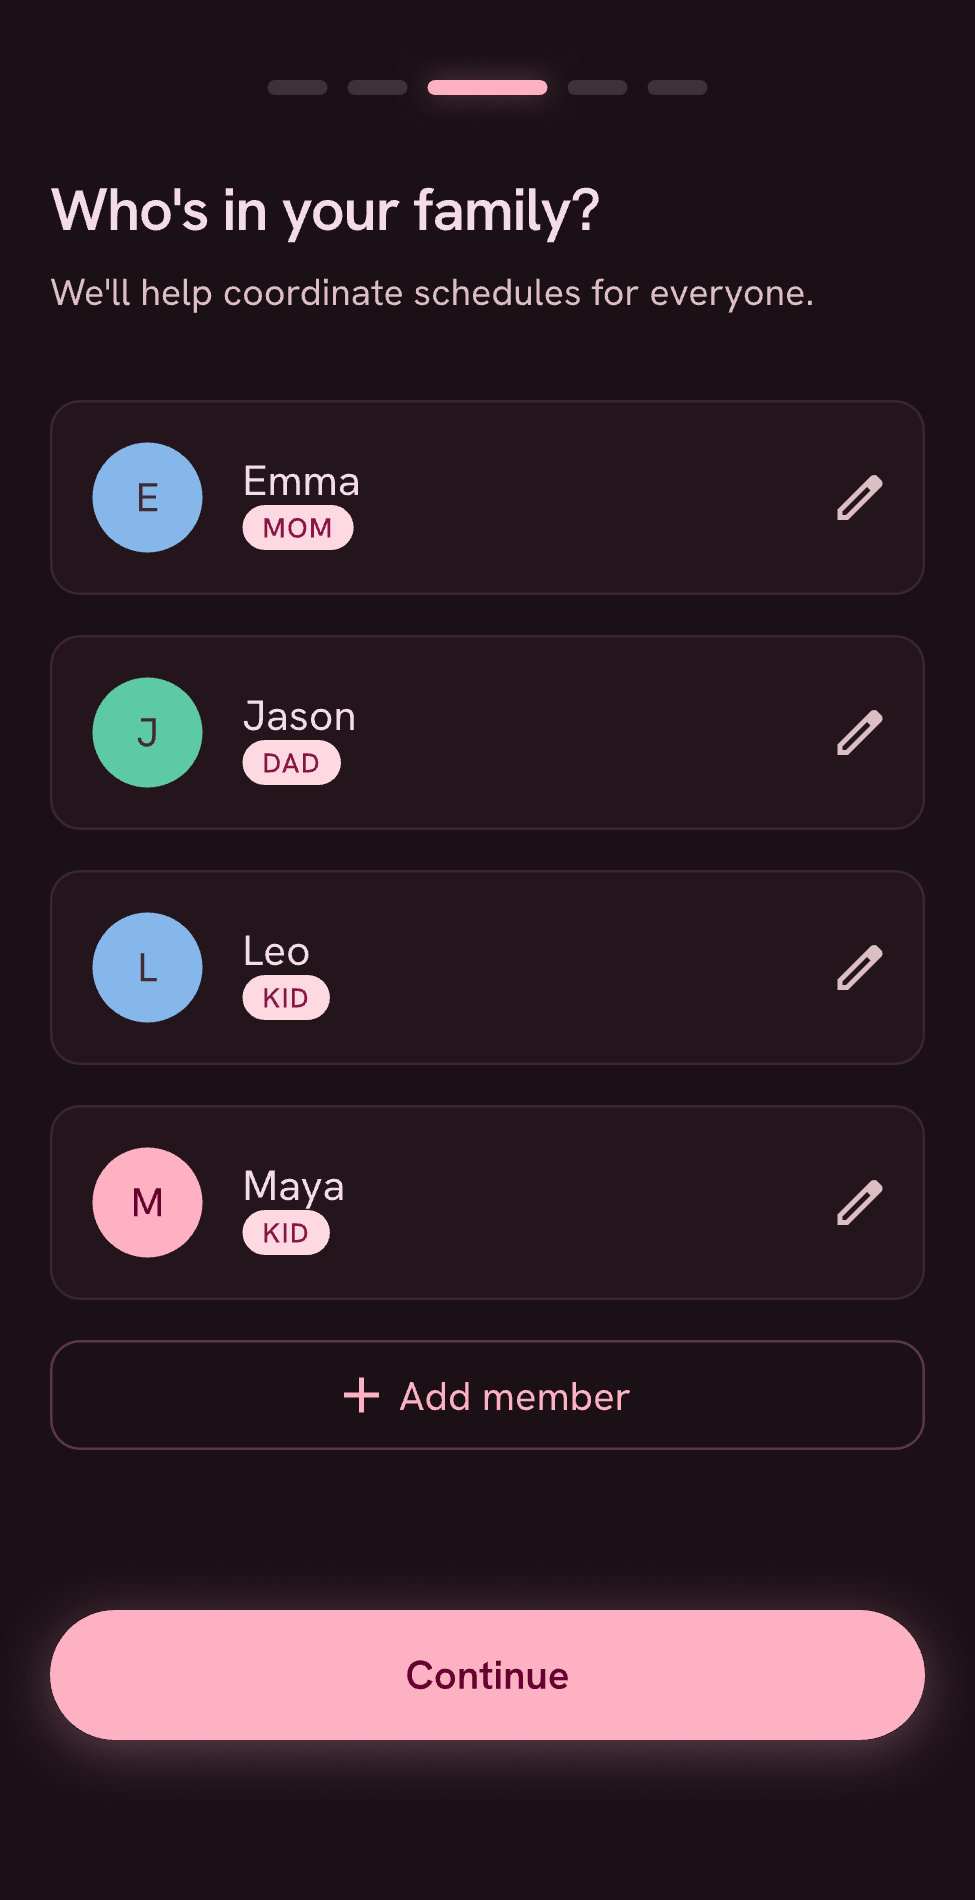 Who's in your family?
We'll help coordinate schedules for everyone.
E
Emma
MOM
J
Jason
DAD
L
Leo
KID
M
Maya
KID
Add member
Continue